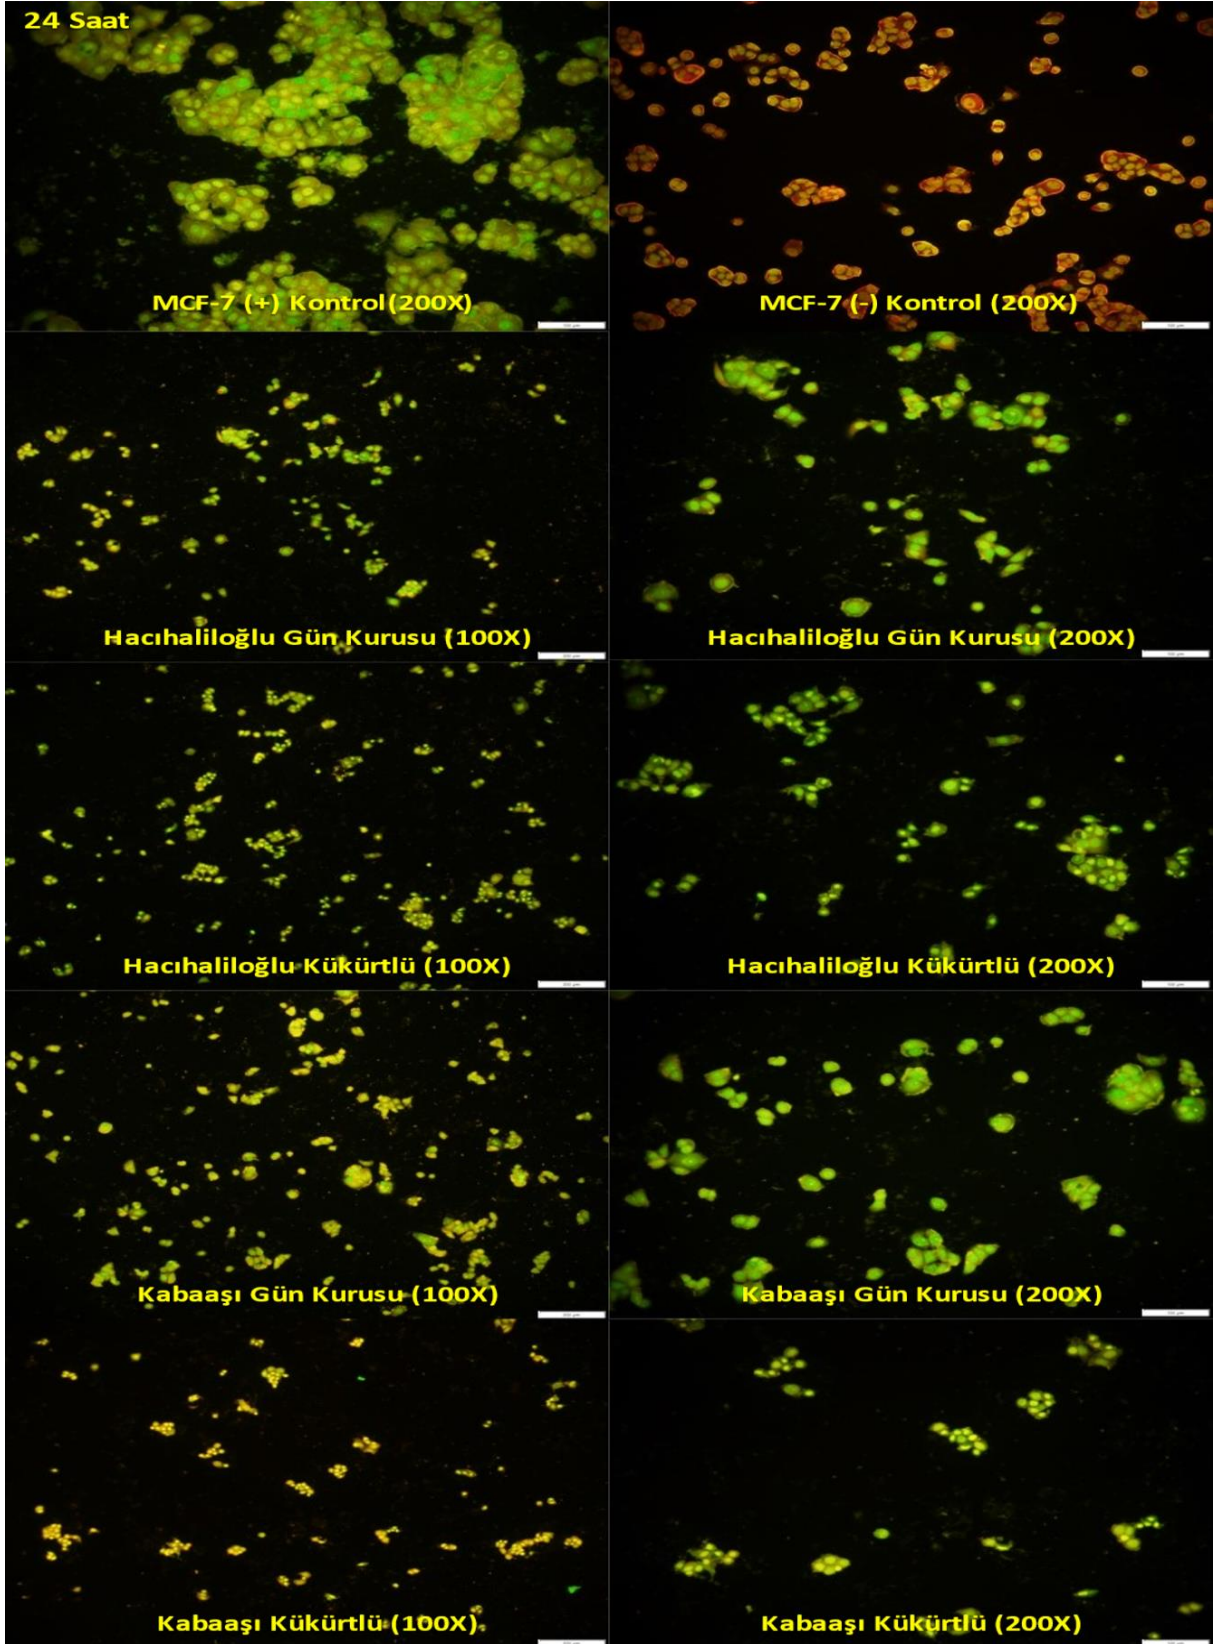 24 Saat
MCF-7 (+) Kontrol (200X)
MCF-7 (-) Kontrol (200X)
Hacıhaliloğlu Gün Kurusu (100X)
Hacıhaliloğlu Gün Kurusu (200X)
Hacıhaliloğlu Kükürtlü (100X)
Hacıhaliloğlu Kükürtlü (200X)
Kabaaşı Gün Kurusu (100X)
Kabaaşı Gün Kurusu (200X)
Kabaaşı Kükürtlü (100X)
Kabaaşı Kükürtlü (200X)